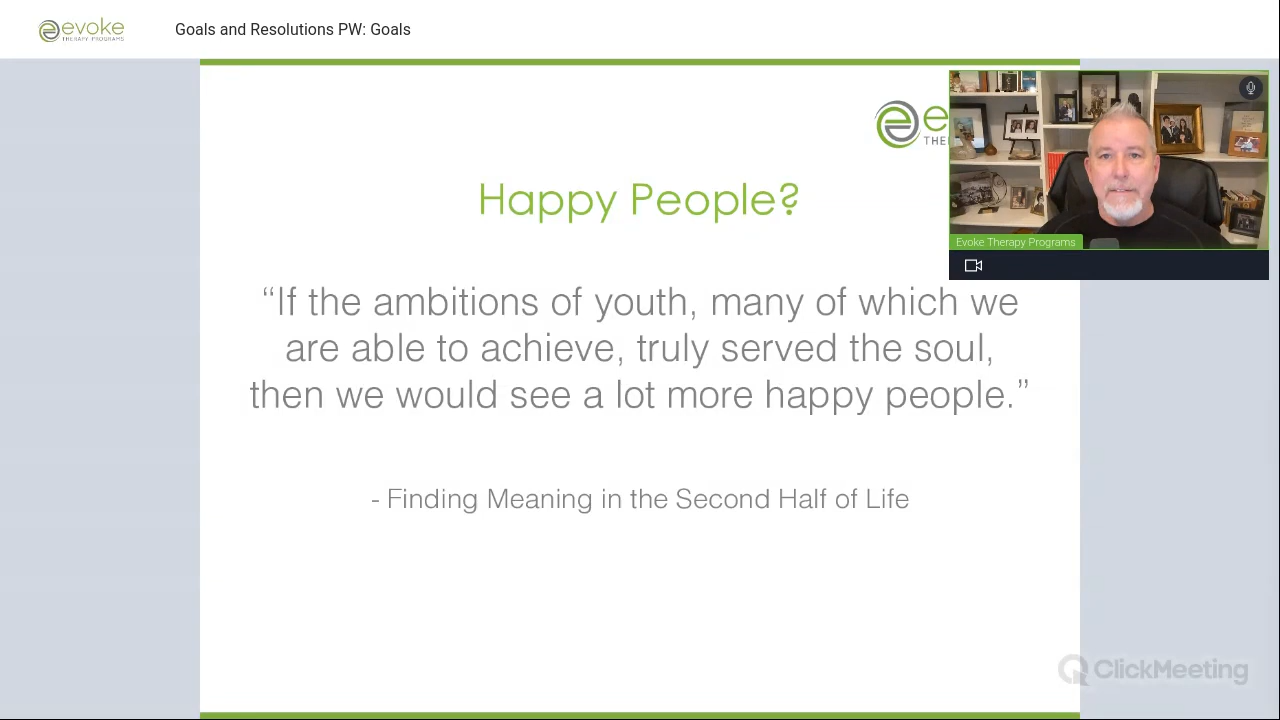 evoke
THERAPY PROGRAMS
Goals and Resolutions PW: Goals
Evoke Therapy Programs
Happy People?
“If the ambitions of youth, many of which we
are able to achieve, truly served the soul,
then we would see a lot more happy people.”
- Finding Meaning in the Second Half of Life
ClickMeeting